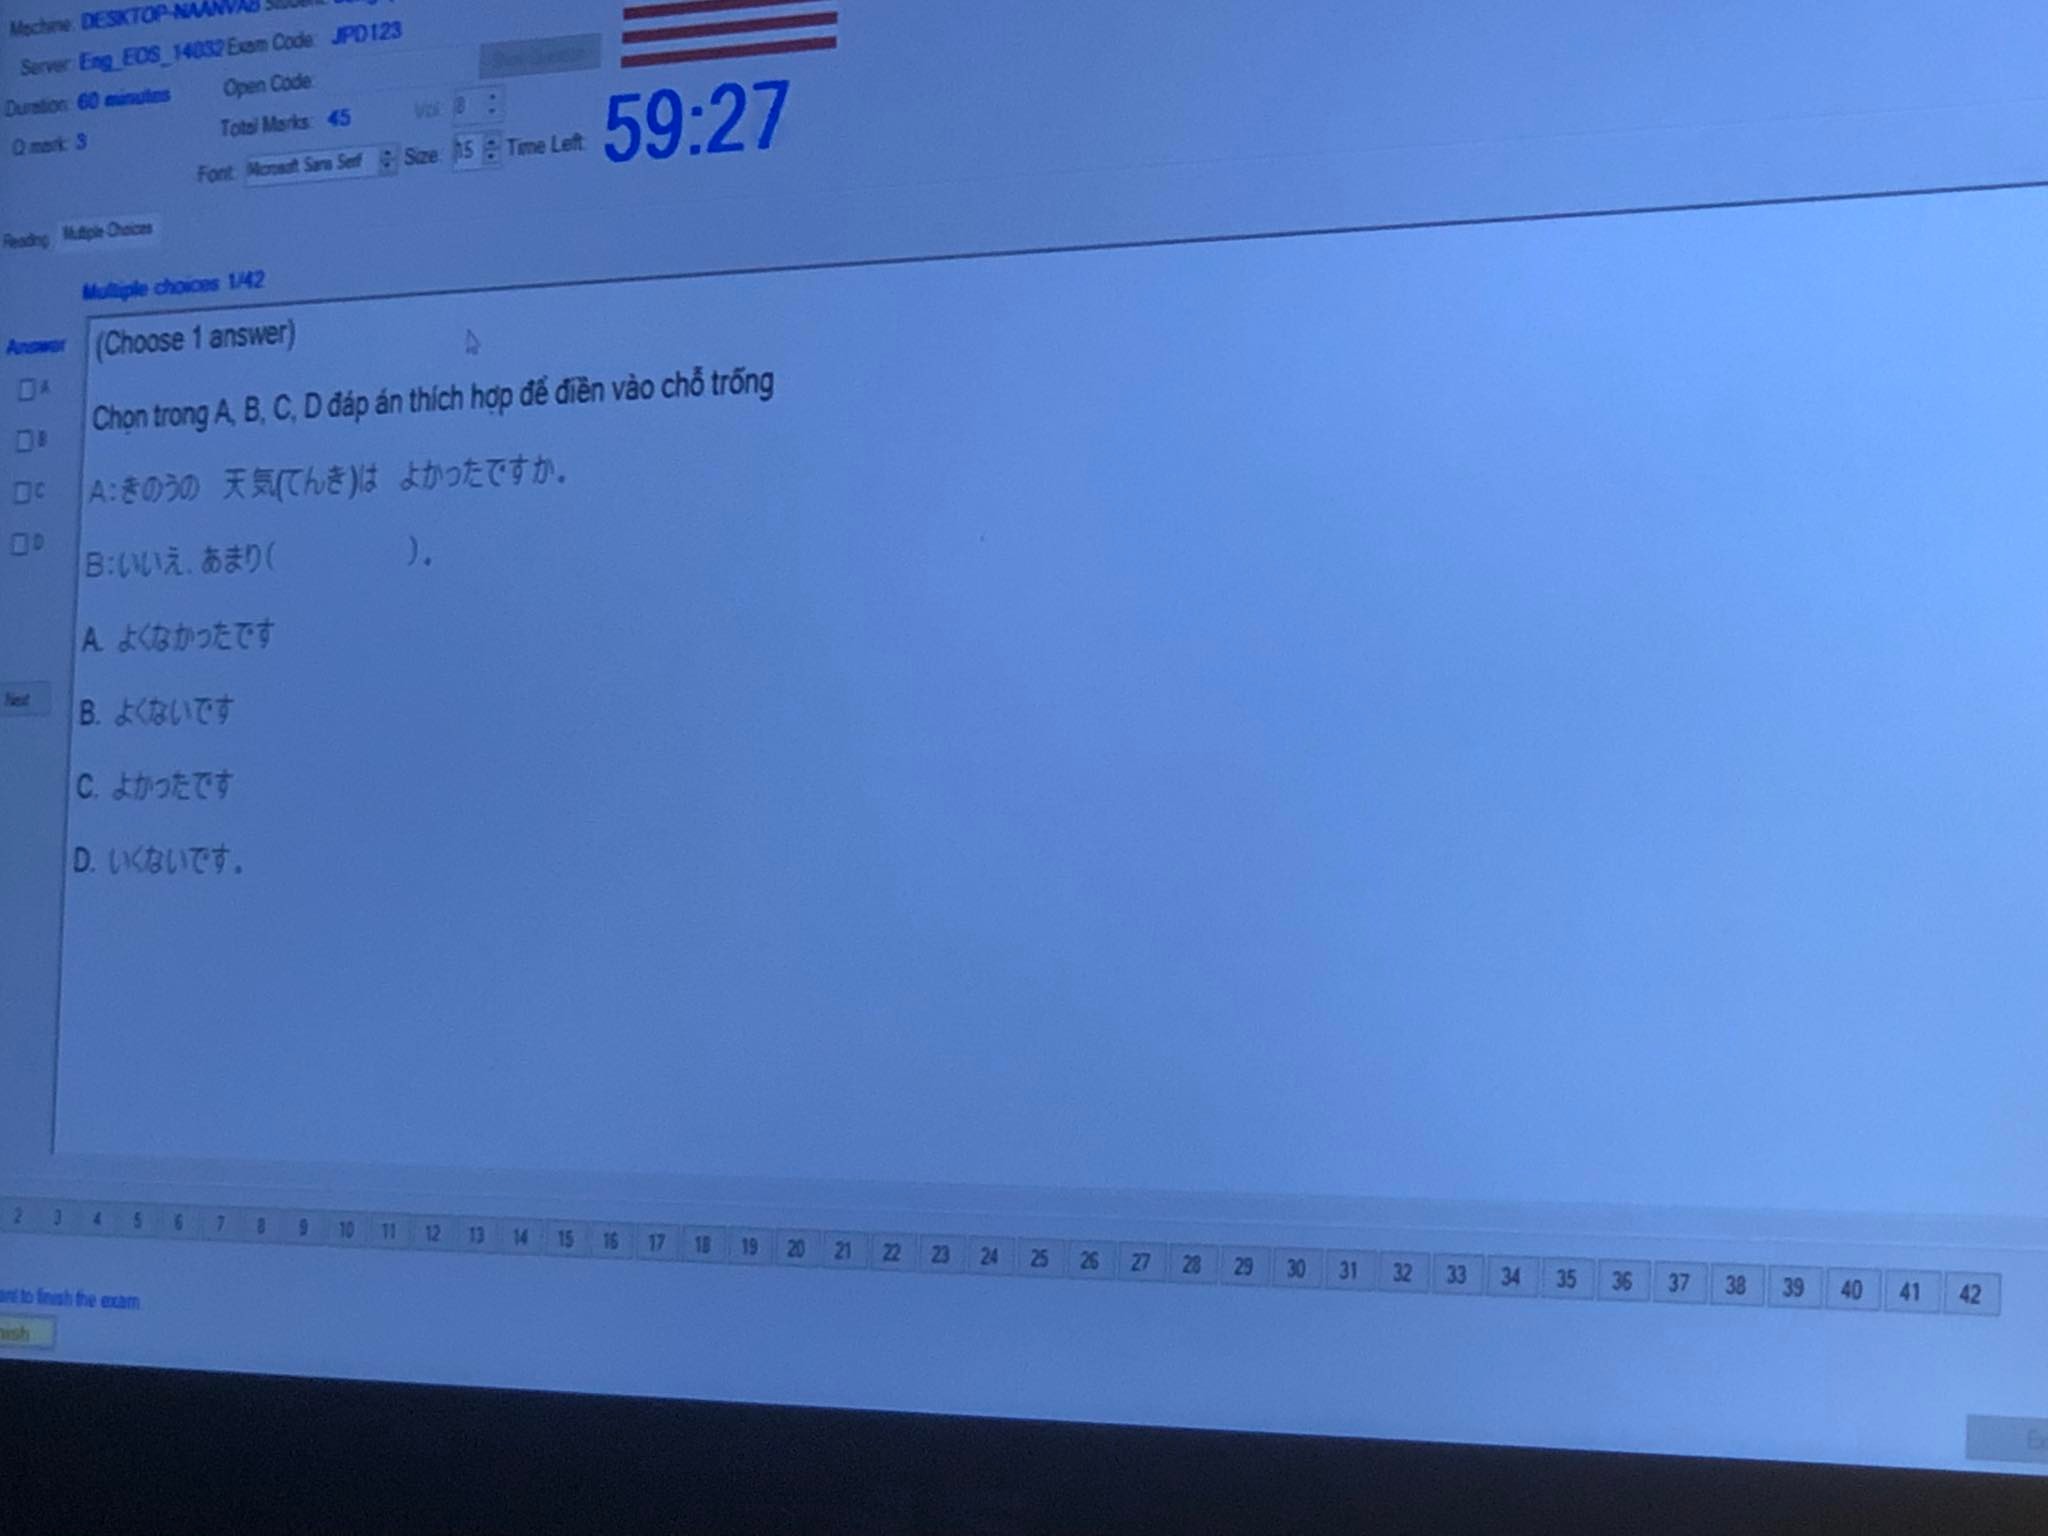 Machine: DESKTOP-NAANVAB Student:
Server: Eng_EOS_14032 Exam Code: JPD123
Duration: 60 minutes Open Code:
Q mark: 3 Total Marks: 45 Vol: 8
Font: Microsoft Sans Serif Size: 15 Time Left: 59:27
Reading Multiple Choices
Multiple choices 1/42
Answer
A
B
C
D
Next
(Choose 1 answer)
Chọn trong A, B, C, D đáp án thích hợp để điền vào chỗ trống
A:きのうの 天気(てんき)は よかったですか。
B:いいえ、あまり( )。
A. よくなかったです
B. よくないです
C. よかったです
D. いくないです。
2 3 4 5 6 7 8 9 10 11 12 13 14 15 16 17 18 19 20 21 22 23 24 25 26 27 28 29 30 31 32 33 34 35 36 37 38 39 40 41 42
to finish the exam